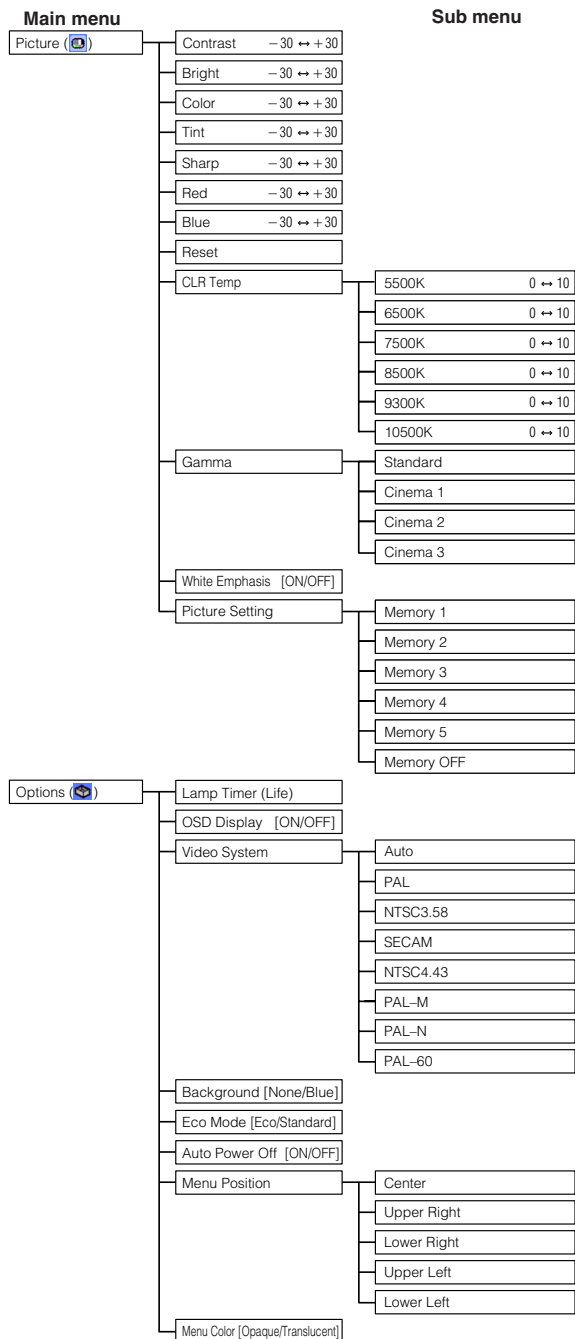 Main menu
Sub menu
Picture ( )
Contrast −30 ↔ +30
Bright −30 ↔ +30
Color −30 ↔ +30
Tint −30 ↔ +30
Sharp −30 ↔ +30
Red −30 ↔ +30
Blue −30 ↔ +30
Reset
CLR Temp
5500K 0 ↔ 10
6500K 0 ↔ 10
7500K 0 ↔ 10
8500K 0 ↔ 10
9300K 0 ↔ 10
10500K 0 ↔ 10
Gamma
Standard
Cinema 1
Cinema 2
Cinema 3
White Emphasis [ON/OFF]
Picture Setting
Memory 1
Memory 2
Memory 3
Memory 4
Memory 5
Memory OFF
Options ( )
Lamp Timer (Life)
OSD Display [ON/OFF]
Video System
Auto
PAL
NTSC3.58
SECAM
NTSC4.43
PAL–M
PAL–N
PAL–60
Background [None/Blue]
Eco Mode [Eco/Standard]
Auto Power Off [ON/OFF]
Menu Position
Center
Upper Right
Lower Right
Upper Left
Lower Left
Menu Color [Opaque/Translucent]